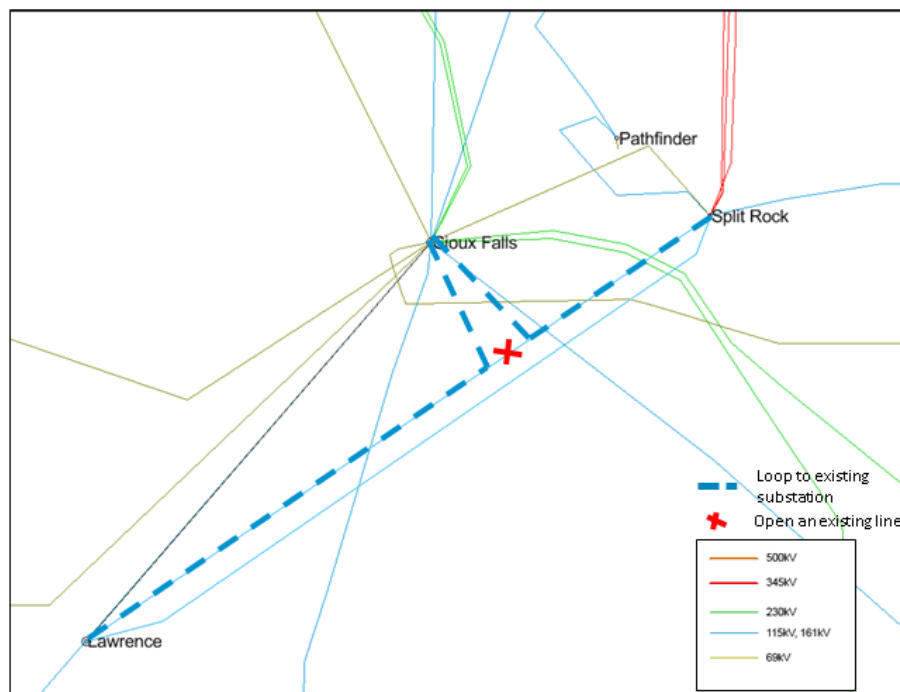 Pathfinder
Split Rock
Sioux Falls
Loop to existing
substation
Open an existing line
500kV
345kV
230kV
115kV, 161kV
69kV
Lawrence